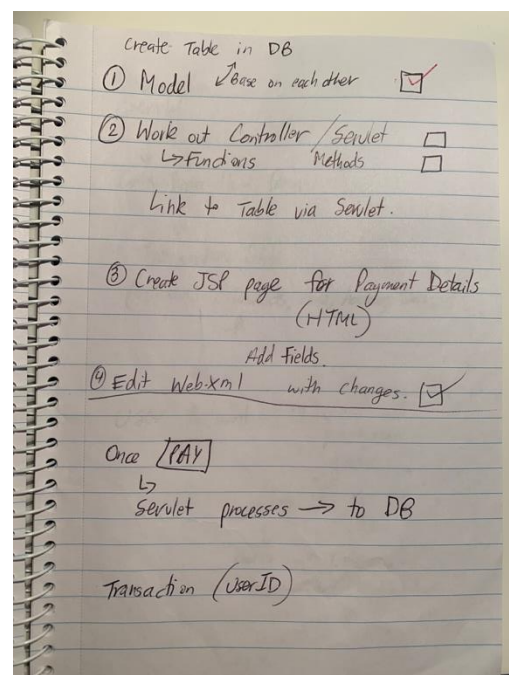 Create Table in DB
① Model Base on each other
② Work out Controller / Servlet
Functions Methods
Link to Table via Servlet.
③ Create JSP page for Payment Details
(HTML)
Add Fields.
④ Edit Web.xml with changes.
Once PAY
Servlet processes → to DB
Transaction (UserID)